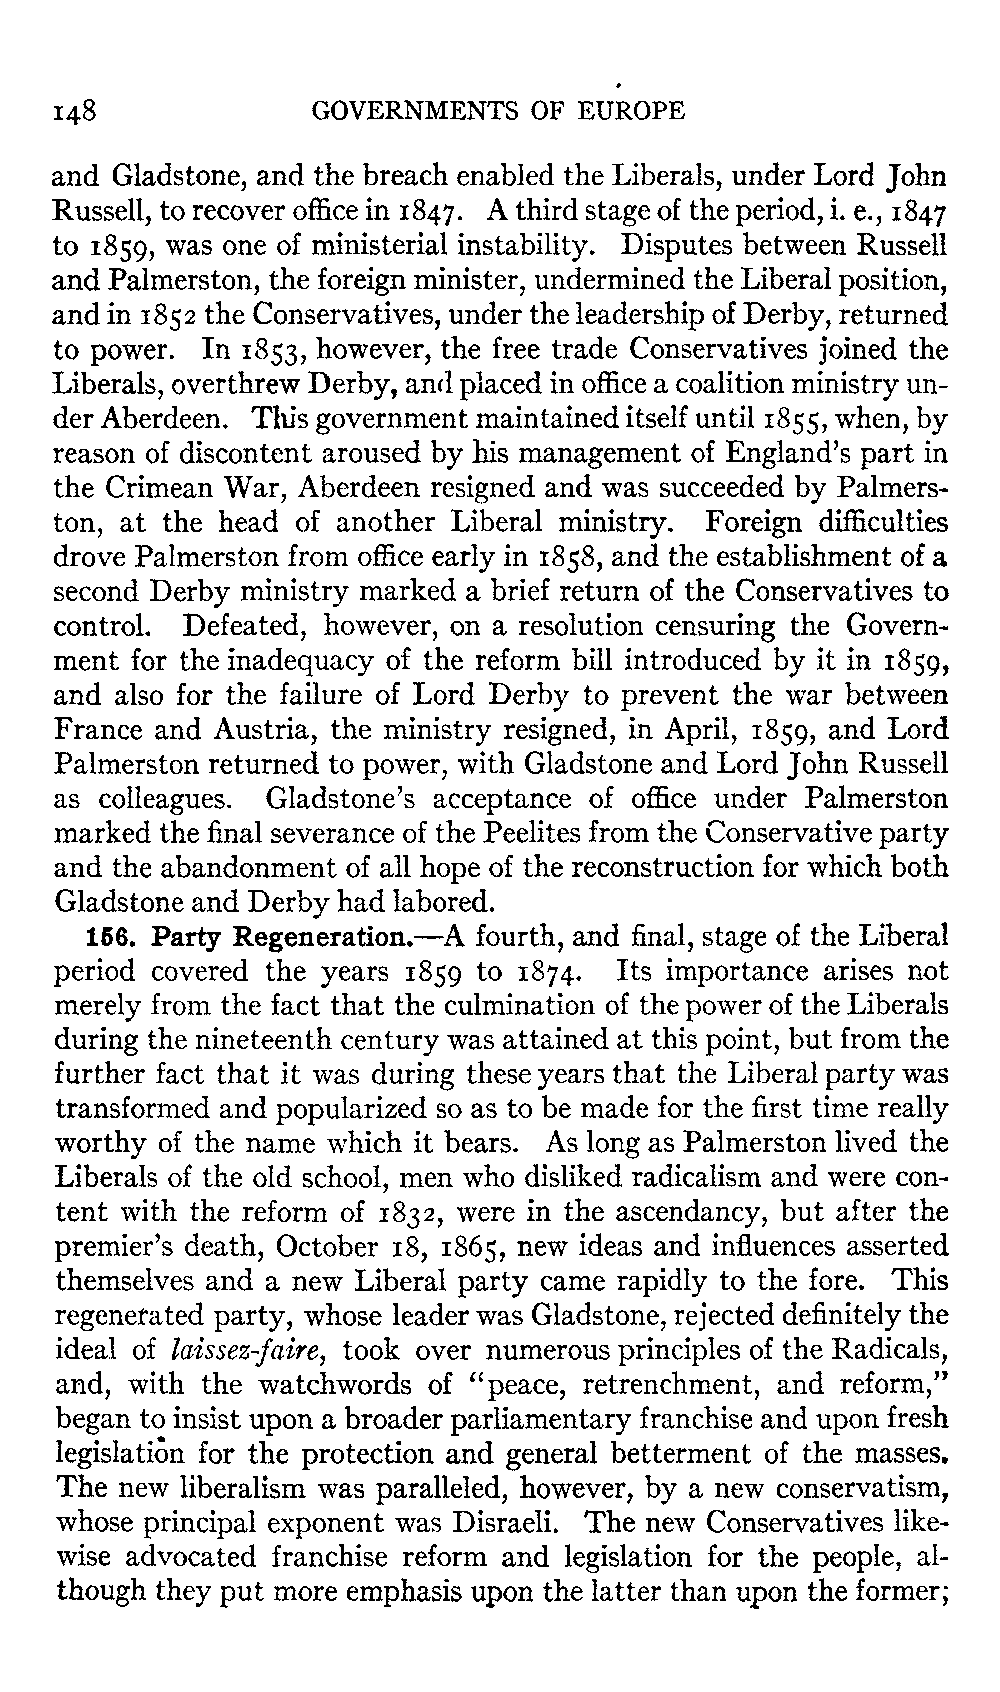 148 GOVERNMENTS OF EUROPE
and Gladstone, and the breach enabled the Liberals, under Lord John
Russell, to recover office in 1847. A third stage of the period, i. e., 1847
to 1859, was one of ministerial instability. Disputes between Russell
and Palmerston, the foreign minister, undermined the Liberal position,
and in 1852 the Conservatives, under the leadership of Derby, returned
to power. In 1853, however, the free trade Conservatives joined the
Liberals, overthrew Derby, and placed in office a coalition ministry un-
der Aberdeen. This government maintained itself until 1855, when, by
reason of discontent aroused by his management of England's part in
the Crimean War, Aberdeen resigned and was succeeded by Palmers-
ton, at the head of another Liberal ministry. Foreign difficulties
drove Palmerston from office early in 1858, and the establishment of a
second Derby ministry marked a brief return of the Conservatives to
control. Defeated, however, on a resolution censuring the Govern-
ment for the inadequacy of the reform bill introduced by it in 1859,
and also for the failure of Lord Derby to prevent the war between
France and Austria, the ministry resigned, in April, 1859, and Lord
Palmerston returned to power, with Gladstone and Lord John Russell
as colleagues. Gladstone's acceptance of office under Palmerston
marked the final severance of the Peelites from the Conservative party
and the abandonment of all hope of the reconstruction for which both
Gladstone and Derby had labored.
156. Party Regeneration.—A fourth, and final, stage of the Liberal
period covered the years 1859 to 1874. Its importance arises not
merely from the fact that the culmination of the power of the Liberals
during the nineteenth century was attained at this point, but from the
further fact that it was during these years that the Liberal party was
transformed and popularized so as to be made for the first time really
worthy of the name which it bears. As long as Palmerston lived the
Liberals of the old school, men who disliked radicalism and were con-
tent with the reform of 1832, were in the ascendancy, but after the
premier's death, October 18, 1865, new ideas and influences asserted
themselves and a new Liberal party came rapidly to the fore. This
regenerated party, whose leader was Gladstone, rejected definitely the
ideal of laissez-faire, took over numerous principles of the Radicals,
and, with the watchwords of "peace, retrenchment, and reform,"
began to insist upon a broader parliamentary franchise and upon fresh
legislation for the protection and general betterment of the masses.
The new liberalism was paralleled, however, by a new conservatism,
whose principal exponent was Disraeli. The new Conservatives like-
wise advocated franchise reform and legislation for the people, al-
though they put more emphasis upon the latter than upon the former;